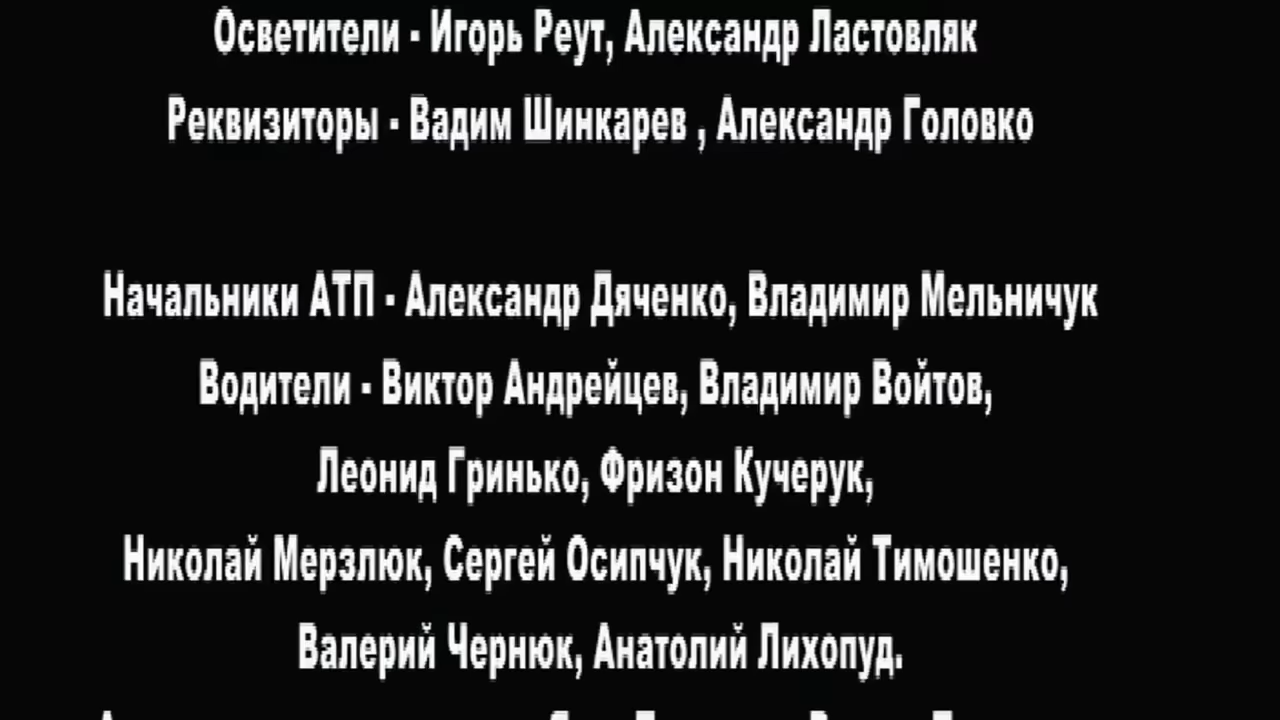 Осветители - Игорь Реут, Александр Ластовляк
Реквизиторы - Вадим Шинкарев , Александр Головко
Начальники АТП - Александр Дяченко, Владимир Мельничук
Водители - Виктор Андрейцев, Владимир Войтов,
Леонид Гринько, Фризон Кучерук,
Николай Мерзлюк, Сергей Осипчук, Николай Тимошенко,
Валерий Чернюк, Анатолий Лихопуд.